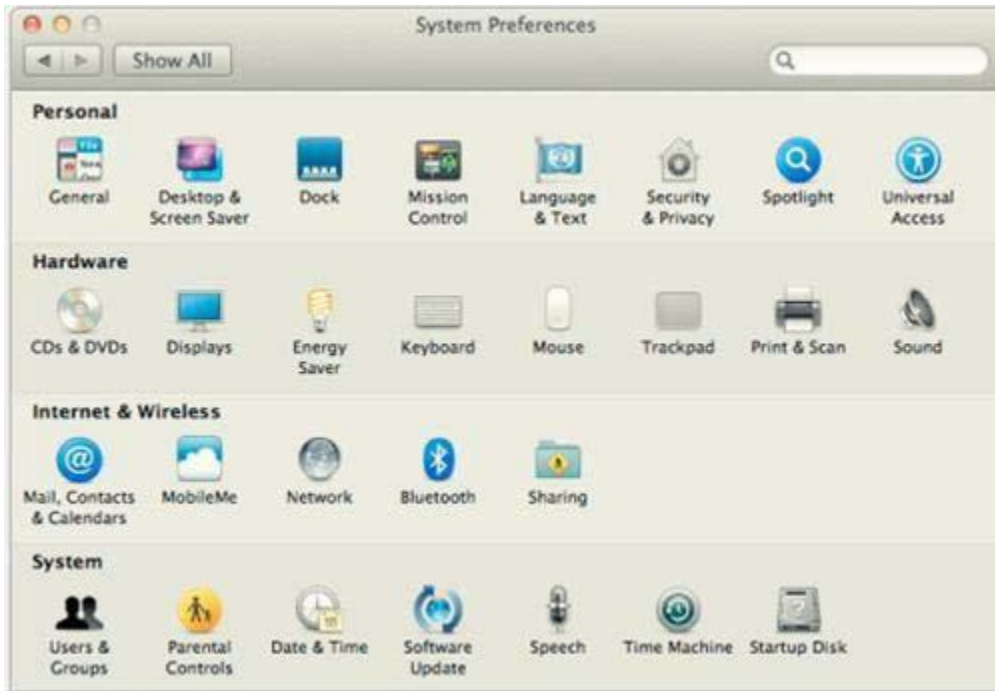 System Preferences
Show All
Personal
General
Desktop &
Screen Saver
Dock
Mission
Control
Language
& Text
Security
& Privacy
Spotlight
Universal
Access
Hardware
CDs & DVDs
Displays
Energy
Saver
Keyboard
Mouse
Trackpad
Print & Scan
Sound
Internet & Wireless
Mail, Contacts
& Calendars
MobileMe
Network
Bluetooth
Sharing
System
Users &
Groups
Parental
Controls
Date & Time
Software
Update
Speech
Time Machine
Startup Disk